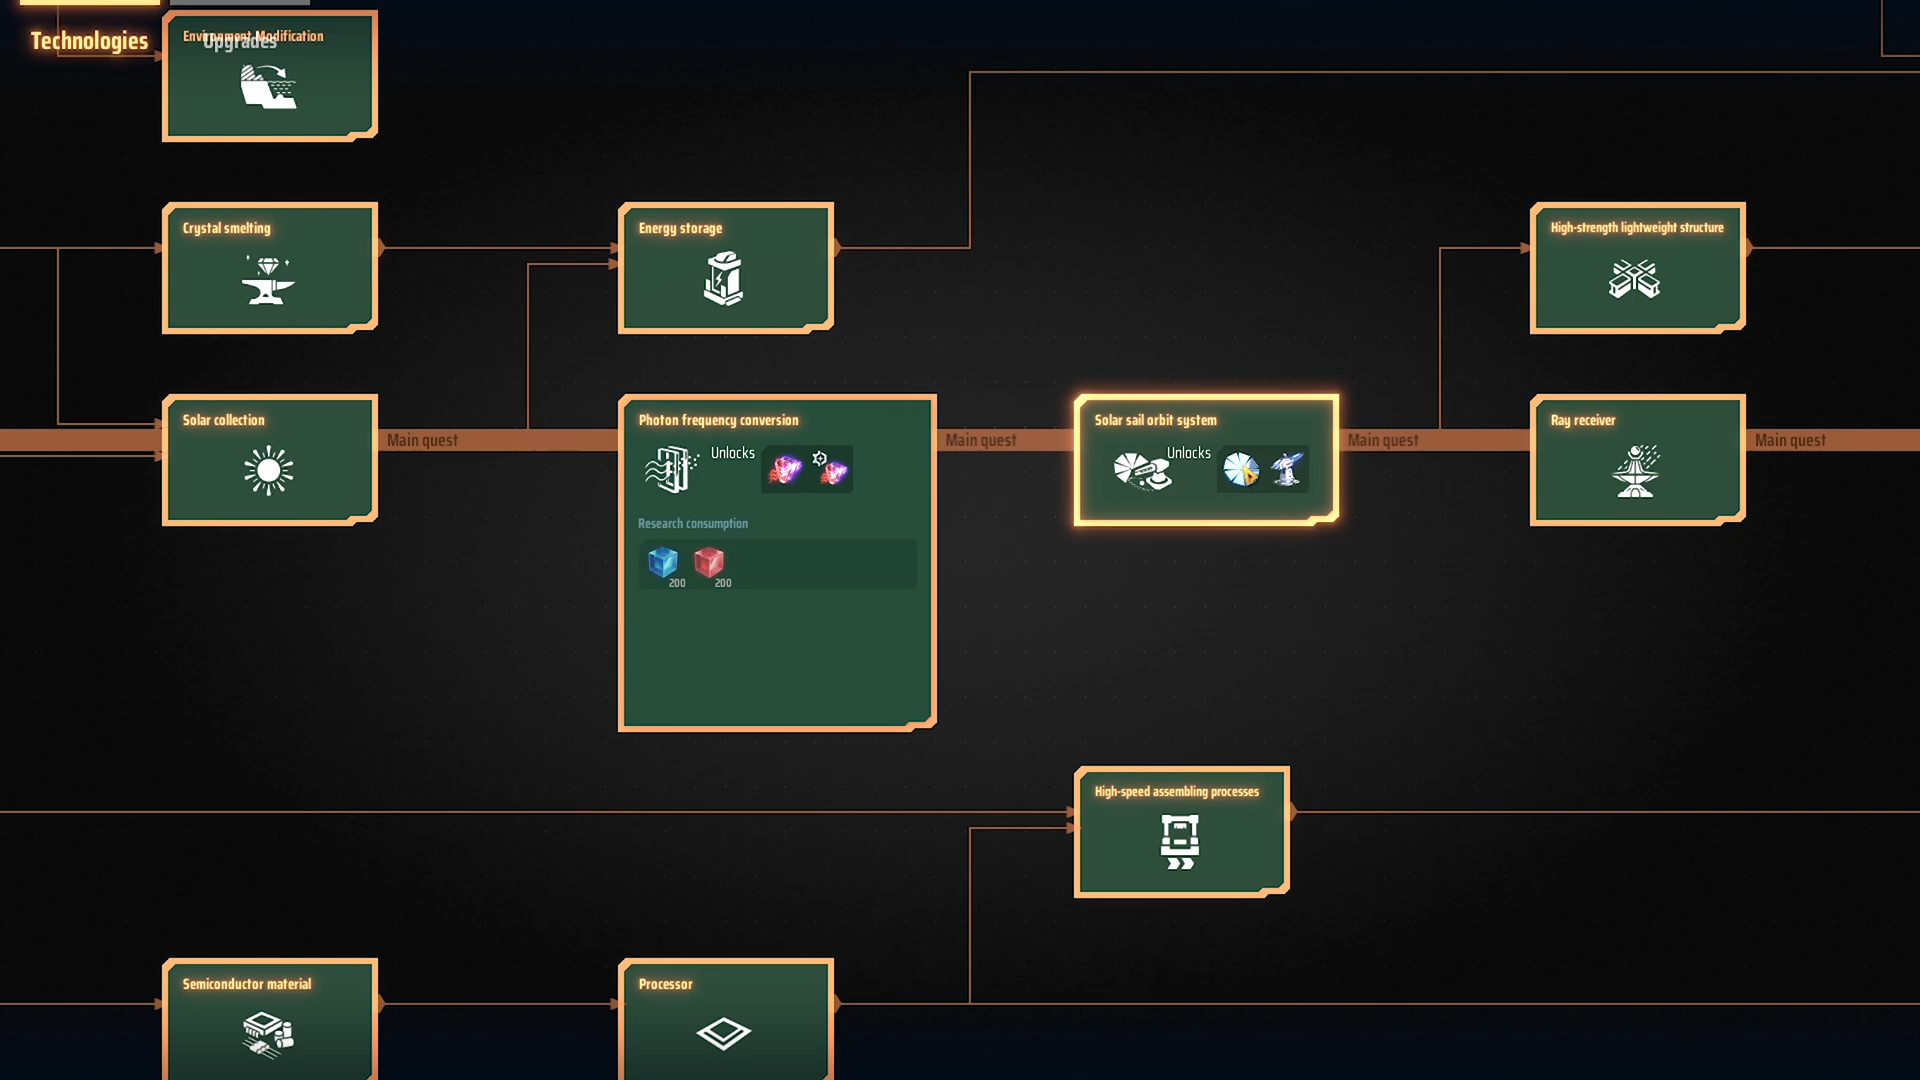 Technologies
Upgrades
Environment Modification
Crystal smelting
Energy storage
High-strength lightweight structure
Solar collection
Main quest
Photon frequency conversion
Unlocks
Research consumption
200
200
Main quest
Solar sail orbit system
Unlocks
Main quest
Ray receiver
Main quest
High-speed assembling processes
Semiconductor material
Processor